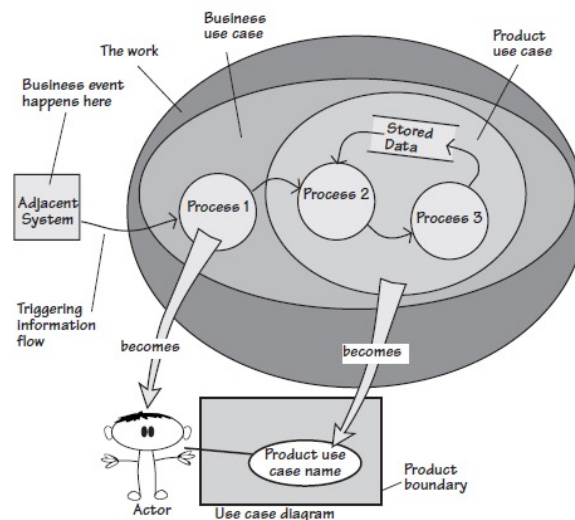 Business
use case
The work
Product
use case
Business event
happens here
Stored
Data
Adjacent
System
Process 1
Process 2
Process 3
Triggering
information
flow
becomes
becomes
Product use
case name
Product
boundary
Actor
Use case diagram